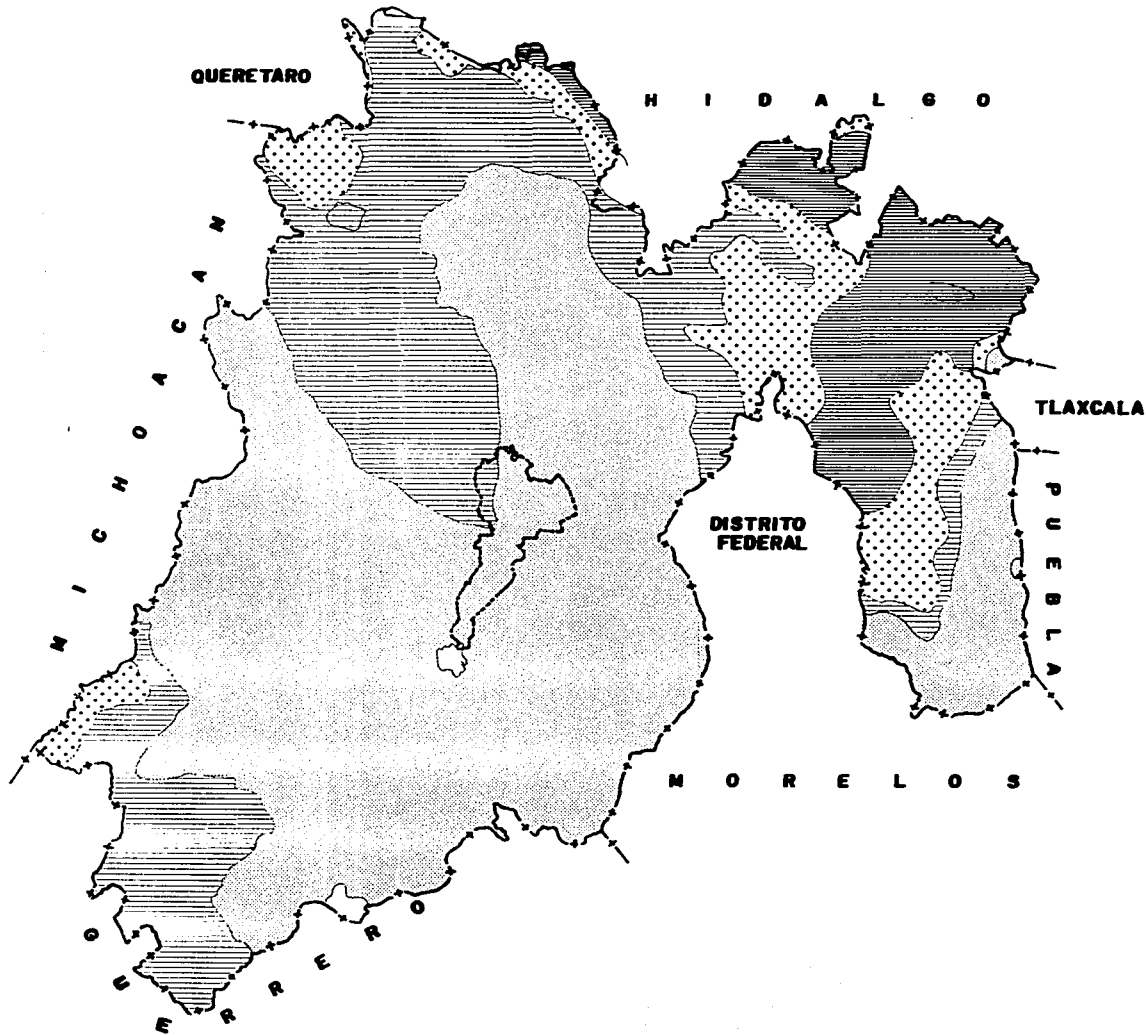 QUERETARO
HIDALGO
MICHOACAN
TLAXCALA
DISTRITO
FEDERAL
PUEBLA
MORELOS
GUERRERO